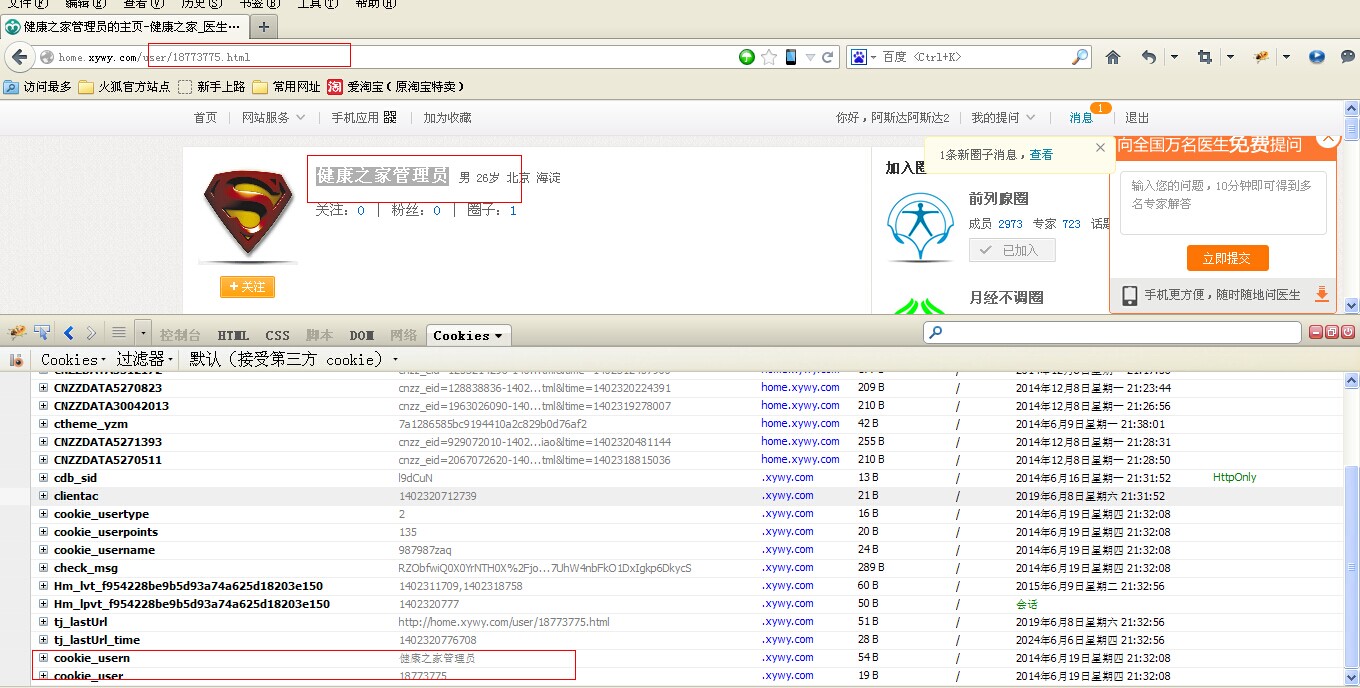 文件(F) 编辑(E) 查看(V) 历史(S) 书签(B) 工具(T) 帮助(H)
健康之家管理员的主页-健康之家_医生… +
home.xywy.com/user/18773775.html 百度 <Ctrl+K>
访问最多 火狐官方站点 新手上路 常用网址 淘 爱淘宝(原淘宝特卖)
首页 网站服务 手机应用 加为收藏 你好，阿斯达阿斯达2 我的提问 消息 1 退出
1条新圈子消息，查看
向全国万名医生免费提问
加入圈
健康之家管理员 男 26岁 北京 海淀
关注：0 | 粉丝：0 | 圈子：1
+关注
前列腺圈
成员 2973 专家 723 话题
已加入
月经不调圈
输入您的问题，10分钟即可得到多
名专家解答
立即提交
手机更方便，随时随地问医生
控制台 HTML CSS 脚本 DOM 网络 Cookies
Cookies 过滤器 默认（接受第三方 cookie）
CNZZDATA5270823 cnzz_eid=128838836-1402...tml&ltime=1402320224391 home.xywy.com 209 B / 2014年12月8日星期一 21:23:44
CNZZDATA30042013 cnzz_eid=1963026090-140...tml&ltime=1402319278007 home.xywy.com 210 B / 2014年12月8日星期一 21:26:56
ctheme_yzm 7a1286585bc9194410a2c829b0d76af2 home.xywy.com 42 B / 2014年6月9日星期一 21:38:01
CNZZDATA5271393 cnzz_eid=929072010-1402...iao&ltime=1402320481144 home.xywy.com 255 B / 2014年12月8日星期一 21:28:31
CNZZDATA5270511 cnzz_eid=2067072620-140...tml&ltime=1402318815036 home.xywy.com 210 B / 2014年12月8日星期一 21:28:50
cdb_sid l9dCuN .xywy.com 13 B / 2014年6月16日星期一 21:31:52 HttpOnly
clientac 1402320712739 .xywy.com 21 B / 2019年6月8日星期六 21:31:52
cookie_usertype 2 .xywy.com 16 B / 2014年6月19日星期四 21:32:08
cookie_userpoints 135 .xywy.com 20 B / 2014年6月19日星期四 21:32:08
cookie_username 987987zaq .xywy.com 24 B / 2014年6月19日星期四 21:32:08
check_msg RZObfwiQ0X0YrNTH0X%2Fjo...7UhW4nbFkO1DxIgkp6DkycS .xywy.com 289 B / 2014年6月19日星期四 21:32:08
Hm_lvt_f954228be9b5d93a74a625d18203e150 1402311709,1402318758 .xywy.com 60 B / 2015年6月9日星期二 21:32:56
Hm_lpvt_f954228be9b5d93a74a625d18203e150 1402320777 .xywy.com 50 B / 会话
tj_lastUrl http://home.xywy.com/user/18773775.html .xywy.com 51 B / 2019年6月8日星期六 21:32:56
tj_lastUrl_time 1402320776708 .xywy.com 28 B / 2024年6月6日星期四 21:32:56
cookie_usern 健康之家管理员 .xywy.com 54 B / 2014年6月19日星期四 21:32:08
cookie_user 18773775 .xywy.com 19 B / 2014年6月19日星期四 21:32:08